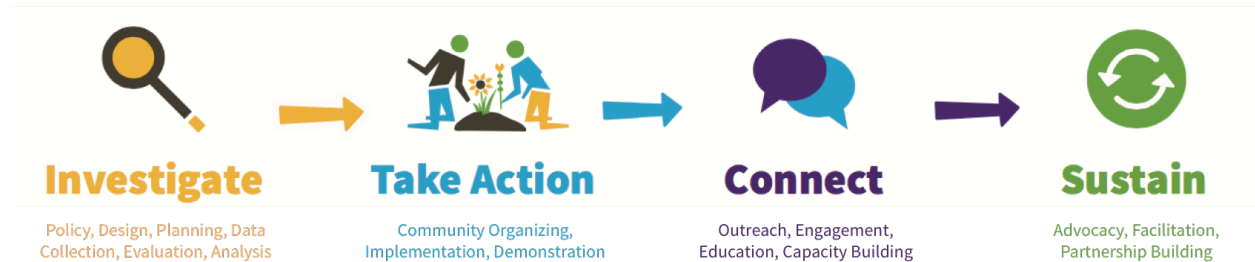 Investigate
Policy, Design, Planning, Data
Collection, Evaluation, Analysis
Take Action
Community Organizing,
Implementation, Demonstration
Connect
Outreach, Engagement,
Education, Capacity Building
Sustain
Advocacy, Facilitation,
Partnership Building